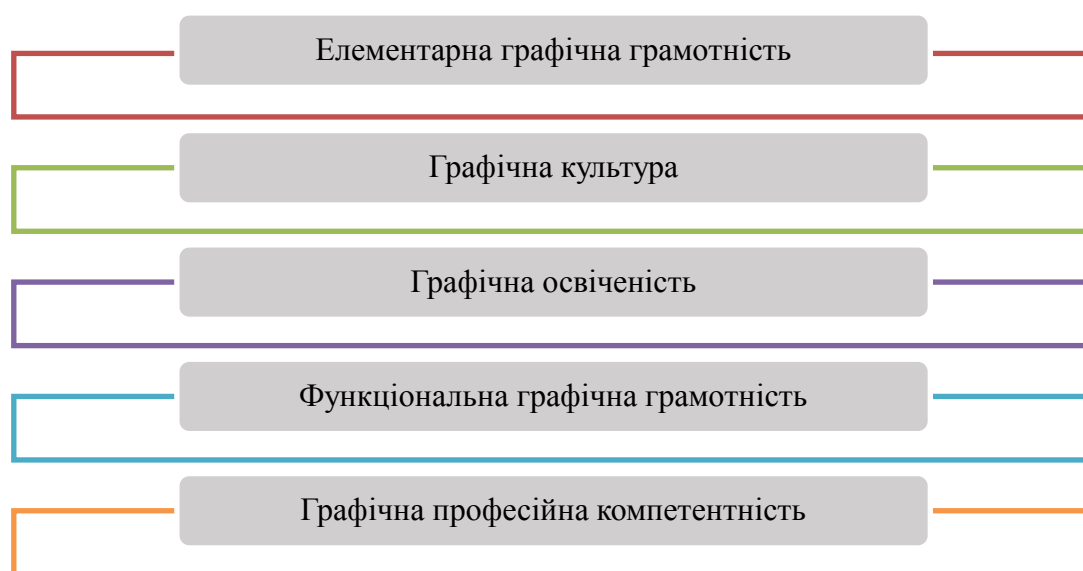 Елементарна графічна грамотність
Графічна культура
Графічна освіченість
Функціональна графічна грамотність
Графічна професійна компетентність